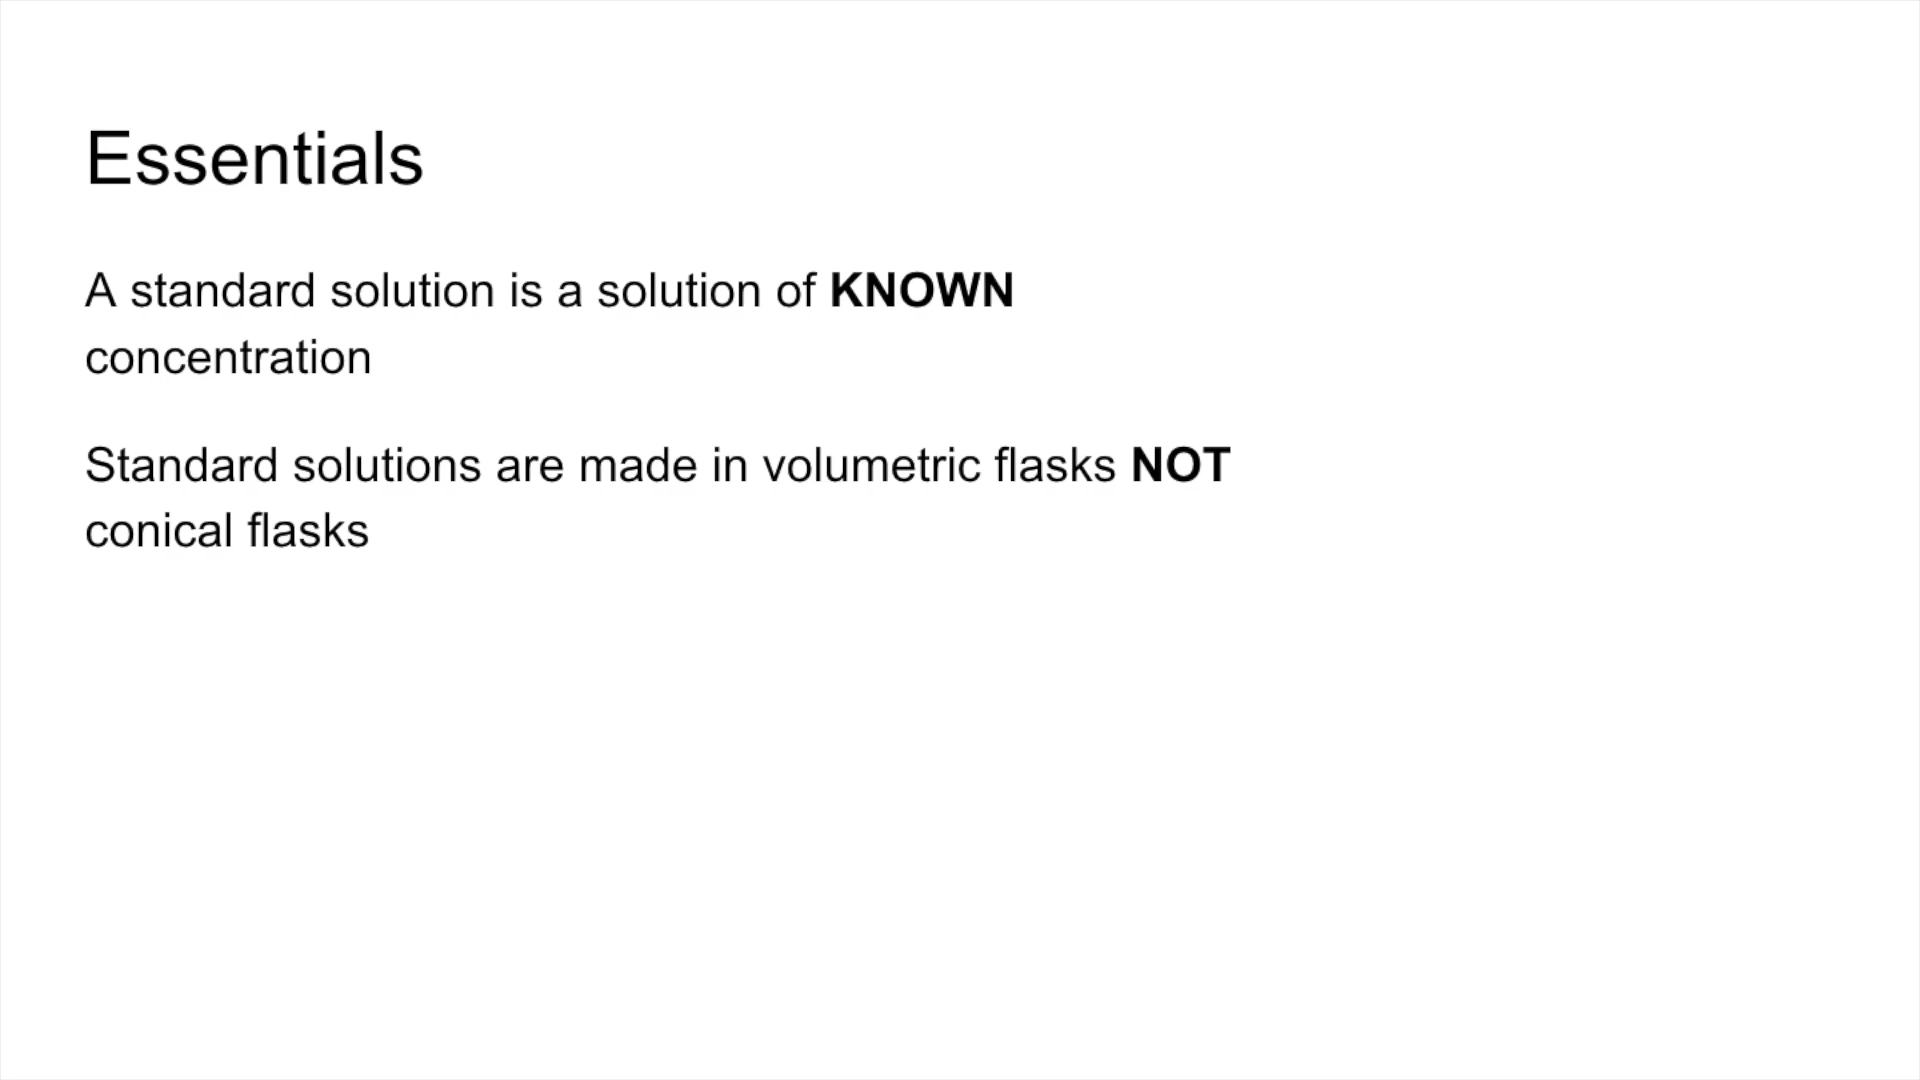 Essentials
A standard solution is a solution of KNOWN
concentration
Standard solutions are made in volumetric flasks NOT
conical flasks